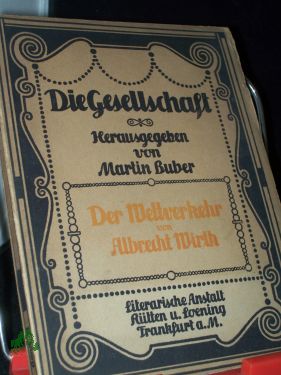 Die Gesellschaft
Herausgegeben
von
Martin Buber
Der Weltverkehr
von
Albrecht Wirth
Literarische Anstalt
Rütten u. Loening
Frankfurt a. M.